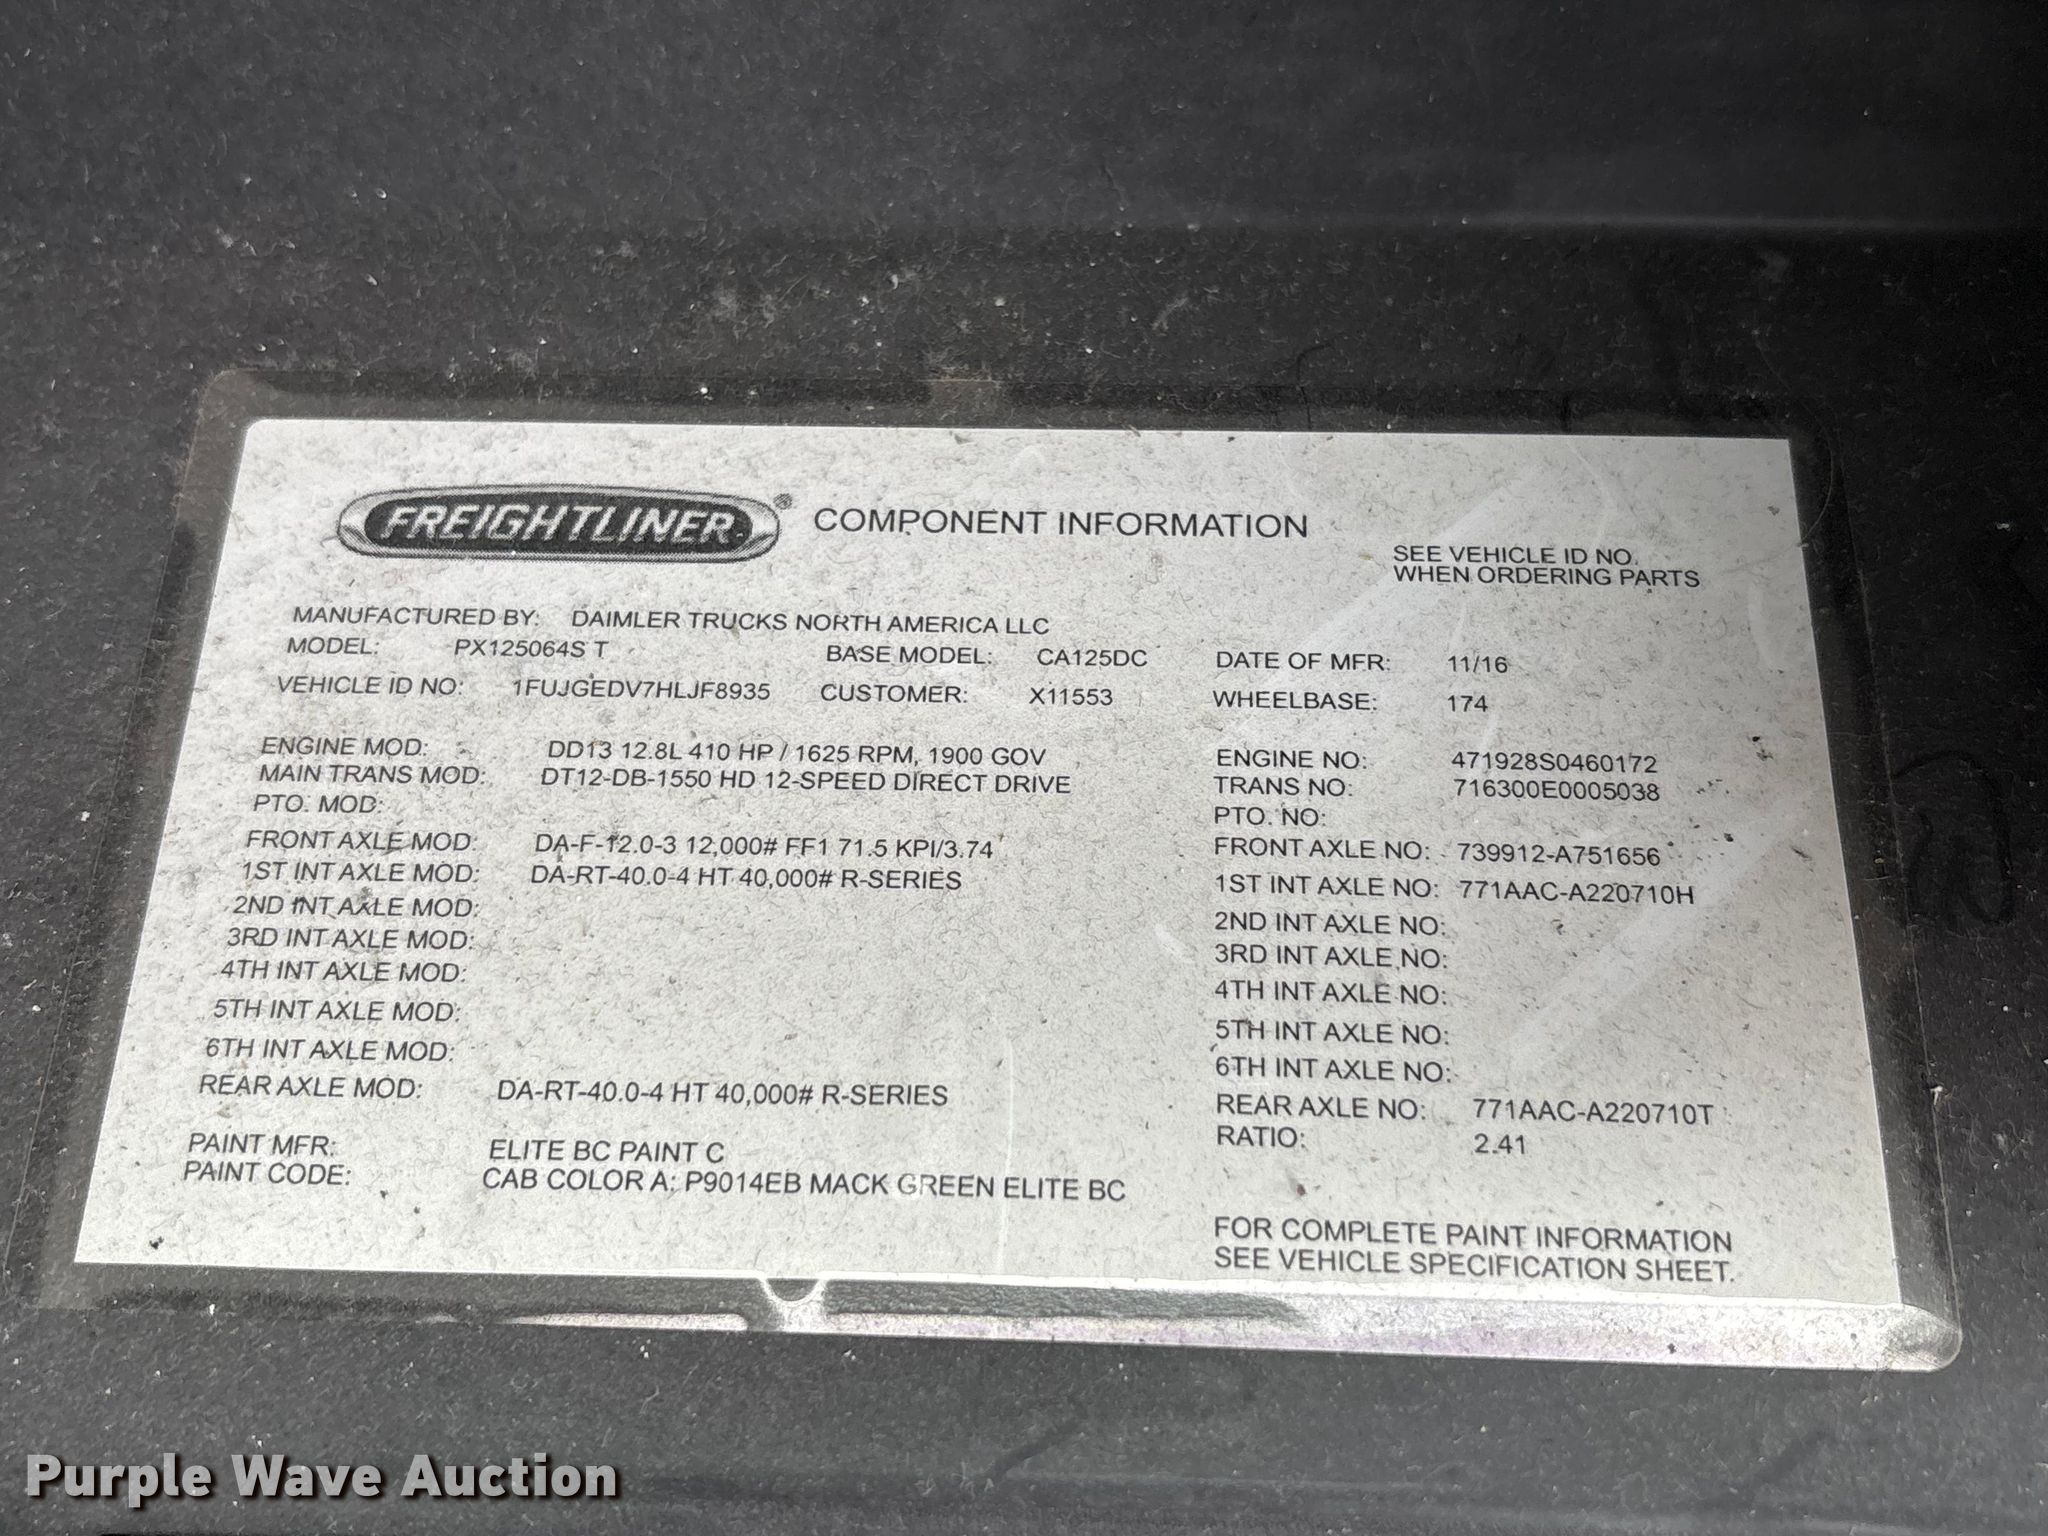 FREIGHTLINER® COMPONENT INFORMATION
SEE VEHICLE ID NO.
WHEN ORDERING PARTS
MANUFACTURED BY: DAIMLER TRUCKS NORTH AMERICA LLC
MODEL: PX125064S T BASE MODEL: CA125DC DATE OF MFR: 11/16
VEHICLE ID NO: 1FUJGEDV7HLJF8935 CUSTOMER: X11553 WHEELBASE: 174
ENGINE MOD: DD13 12.8L 410 HP / 1625 RPM, 1900 GOV ENGINE NO: 471928S0460172
MAIN TRANS MOD: DT12-DB-1550 HD 12-SPEED DIRECT DRIVE TRANS NO: 716300E0005038
PTO. MOD: PTO. NO:
FRONT AXLE MOD: DA-F-12.0-3 12,000# FF1 71.5 KPI/3.74 FRONT AXLE NO: 739912-A751656
1ST INT AXLE MOD: DA-RT-40.0-4 HT 40,000# R-SERIES 1ST INT AXLE NO: 771AAC-A220710H
2ND INT AXLE MOD: 2ND INT AXLE NO:
3RD INT AXLE MOD: 3RD INT AXLE NO:
4TH INT AXLE MOD: 4TH INT AXLE NO:
5TH INT AXLE MOD: 5TH INT AXLE NO:
6TH INT AXLE MOD: 6TH INT AXLE NO:
REAR AXLE MOD: DA-RT-40.0-4 HT 40,000# R-SERIES REAR AXLE NO: 771AAC-A220710T
RATIO: 2.41
PAINT MFR: ELITE BC PAINT C
PAINT CODE: CAB COLOR A: P9014EB MACK GREEN ELITE BC
FOR COMPLETE PAINT INFORMATION
SEE VEHICLE SPECIFICATION SHEET.
Purple Wave Auction